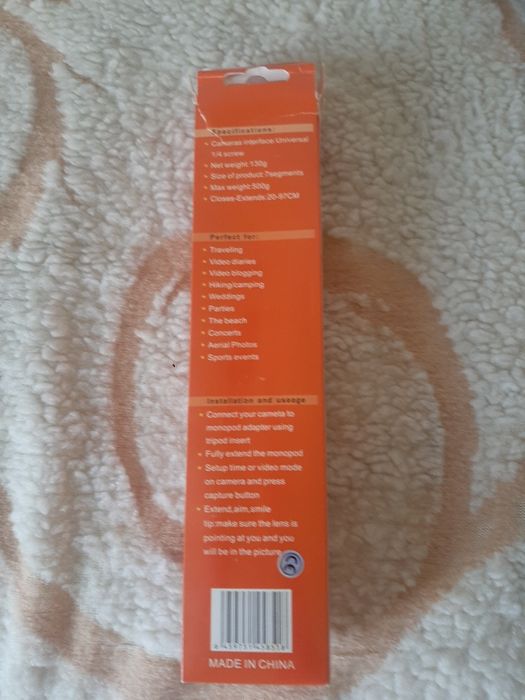 Specifications:
• Cameras interface:Universal
1/4 screw
• Net weight:130g
• Size of product:7segments
• Max weight:500g
• Closes-Extends:20-97CM
Perfect for:
• Traveling
• Video diaries
• Video blogging
• Hiking/camping
• Weddings
• Parties
• The beach
• Concerts
• Aerial Photos
• Sports events
Installation and useage
• Connect your cameta to
monopod adapter using
tripod insert
• Fully extend the monopod
• Setup time or video mode
on camera and press
capture button
• Extend,aim,smile
tip:make sure the lens is
pointing at you and you
will be in the picture
MADE IN CHINA